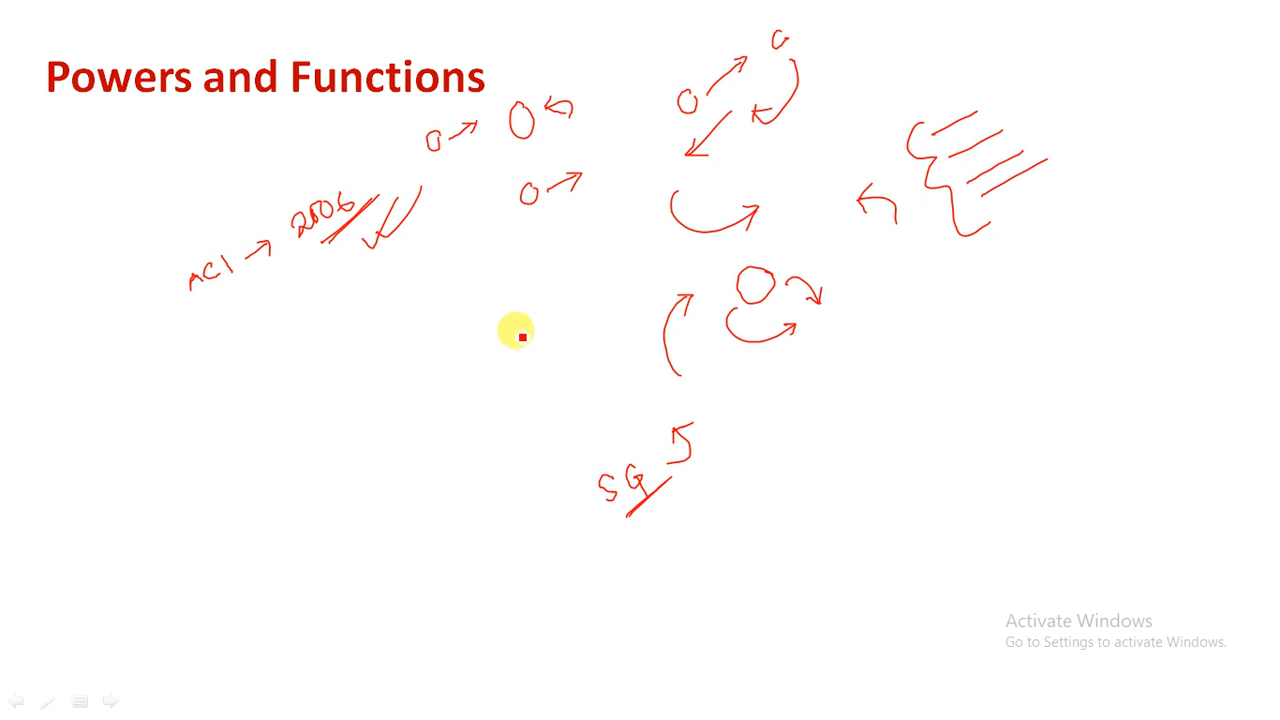 Powers and Functions
ACI → 2006
SG
Activate Windows
Go to Settings to activate Windows.